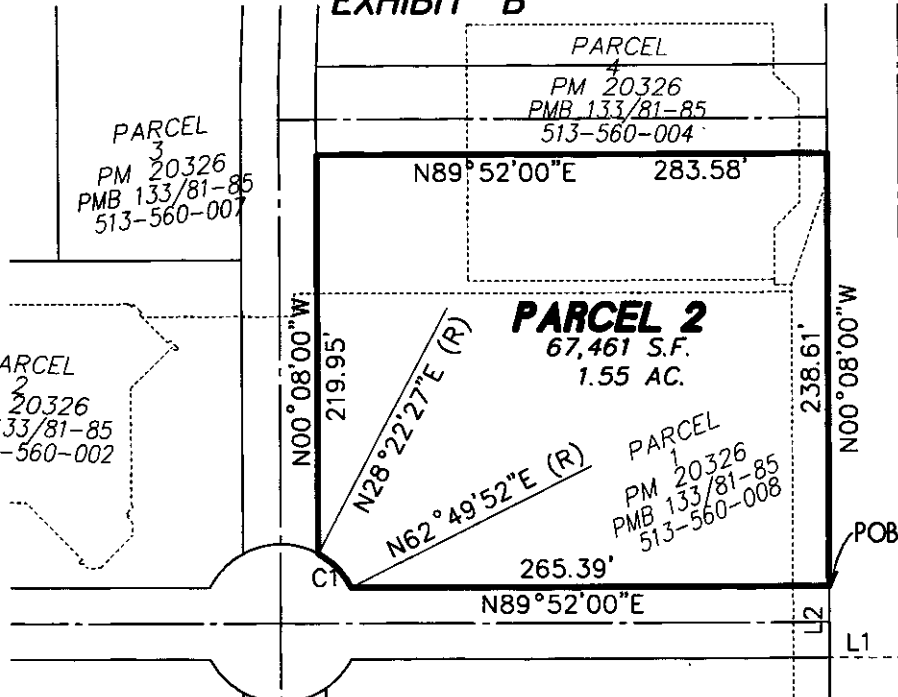 EXHIBIT "B"
PARCEL
4
PM 20326
PMB 133/81-85
513-560-004
PARCEL
3
PM 20326
PMB 133/81-85
513-560-007
N89°52'00"E
283.58'
PARCEL 2
67,461 S.F.
1.55 AC.
N00°08'00"W
219.95'
N28°22'27"E (R)
N62°49'52"E (R)
238.61'
N00°08'00"W
ARCEL
2
20326
33/81-85
-560-002
PARCEL
1
PM 20326
PMB 133/81-85
513-560-008
POB
C1
265.39'
N89°52'00"E
L2
L1